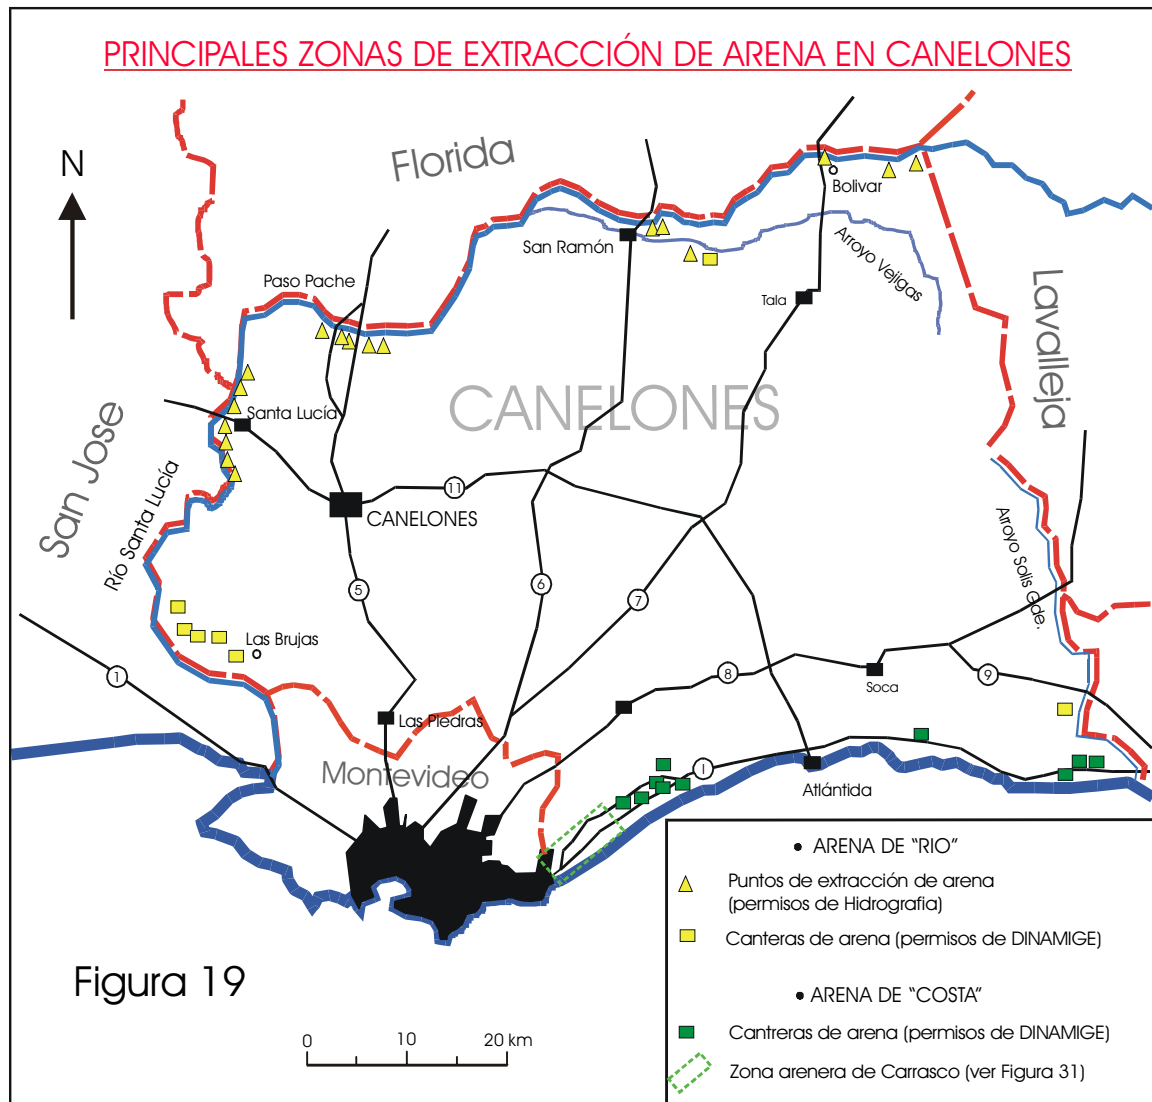 PRINCIPALES ZONAS DE EXTRACCIÓN DE ARENA EN CANELONES
N
Florida
Bolivar
San Ramón
Arroyo Vejigas
Paso Pache
Tala
Lavalleja
CANELONES
Santa Lucía
San Jose
Río Santa Lucía
11
CANELONES
Arroyo Solis Gde.
5
6
7
Las Brujas
1
8
9
Soca
Las Piedras
Montevideo
1
Atlántida
Figura 19
0 10 20 km
ARENA DE "RIO"
Puntos de extracción de arena
(permisos de Hidrografia)
Canteras de arena (permisos de DINAMIGE)
ARENA DE "COSTA"
Cantreras de arena (permisos de DINAMIGE)
Zona arenera de Carrasco (ver Figura 31)